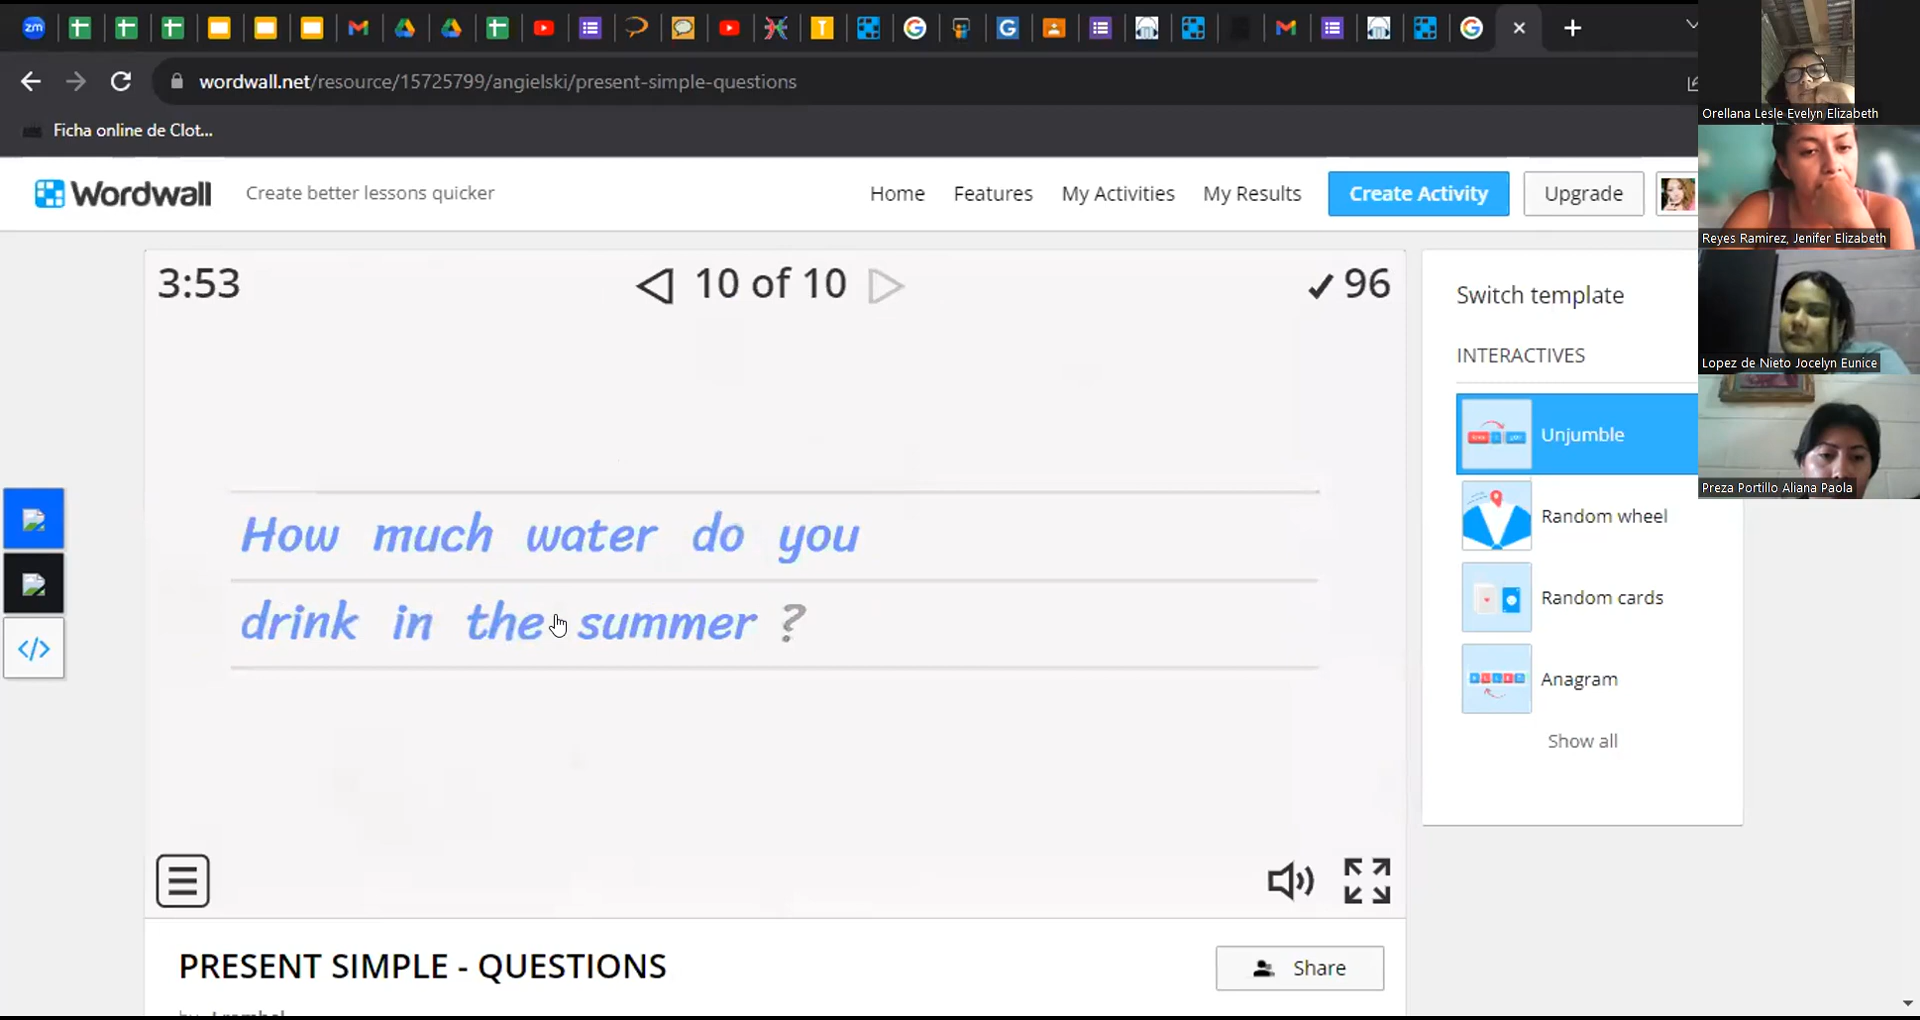 zm
T
G
wordwall.net/resource/15725799/angielski/present-simple-questions
Ficha online de Clot...
Wordwall
Create better lessons quicker
Home
Features
My Activities
My Results
Create Activity
Upgrade
3:53
10 of 10
96
How much water do you
drink in the summer ?
PRESENT SIMPLE - QUESTIONS
Share
Switch template
INTERACTIVES
Unjumble
Random wheel
Random cards
Anagram
Show all
Orellana Lesle Evelyn Elizabeth
Reyes Ramirez, Jenifer Elizabeth
Lopez de Nieto Jocelyn Eunice
Preza Portillo Aliana Paola